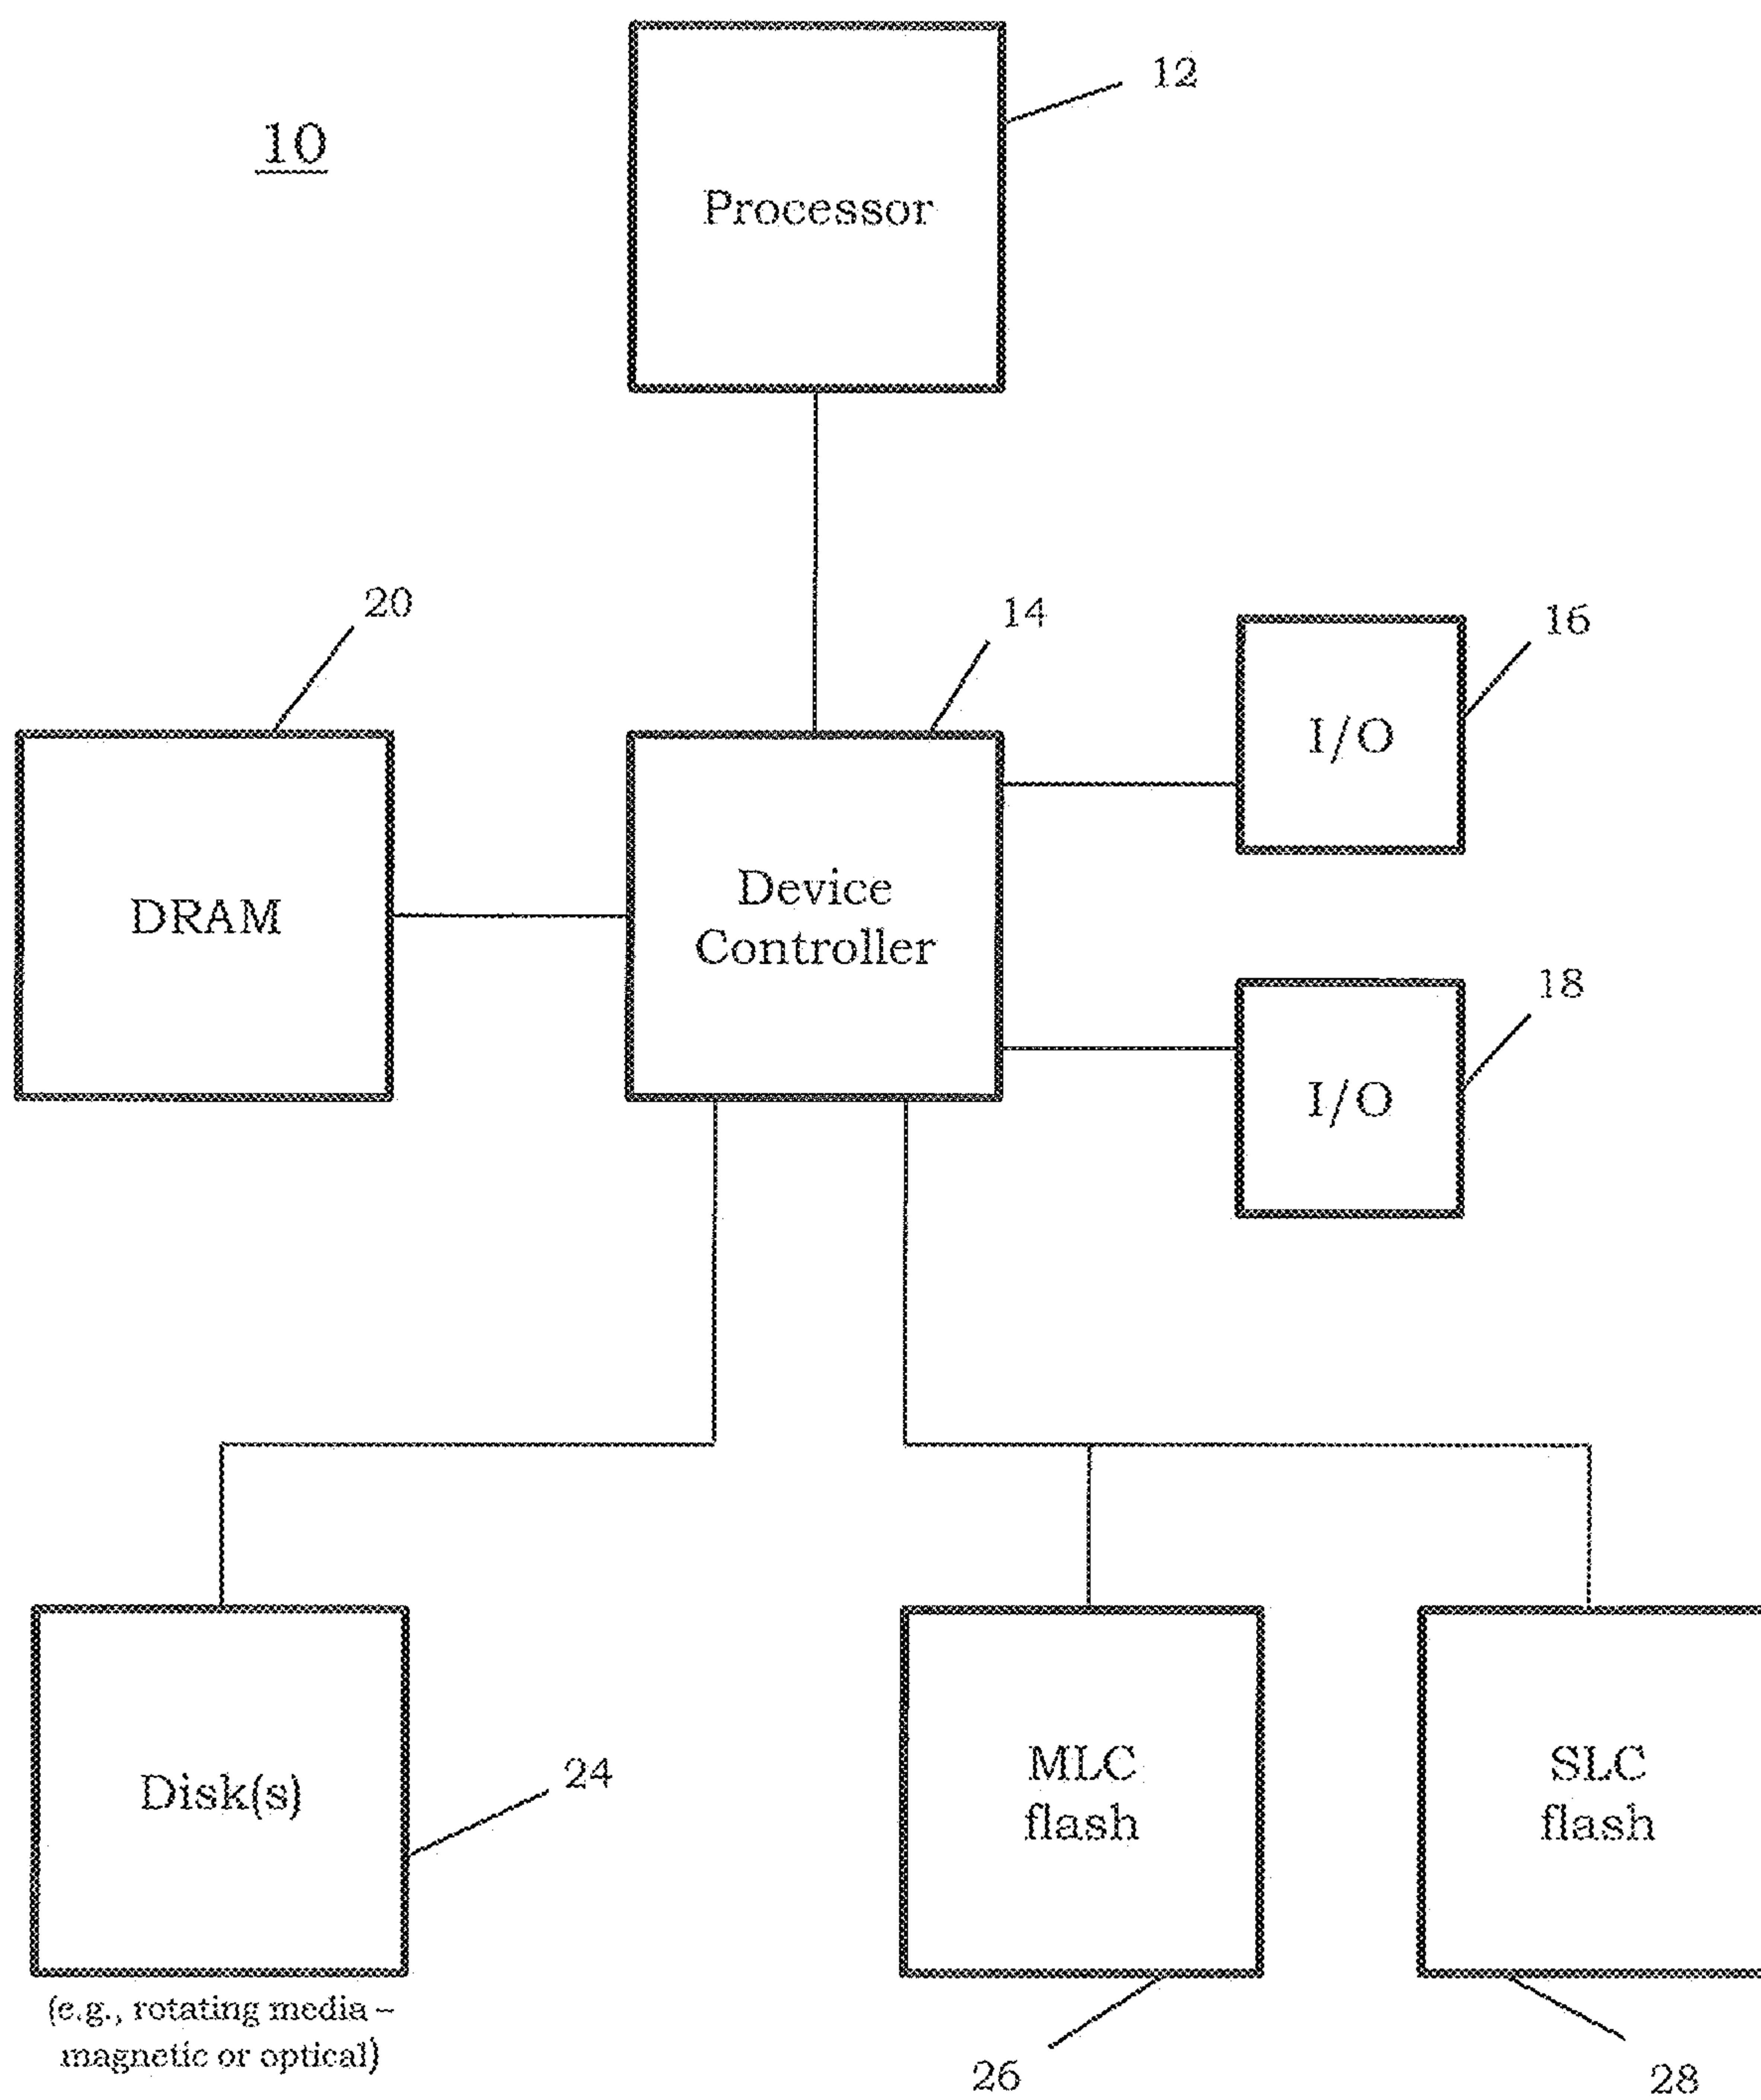 12
10
Processor
20
14
16
I/O
DRAM
Device
Controller
18
I/O
Disk(s)
24
MLC
flash
SLC
flash
(e.g., rotating media –
magnetic or optical)
26
28